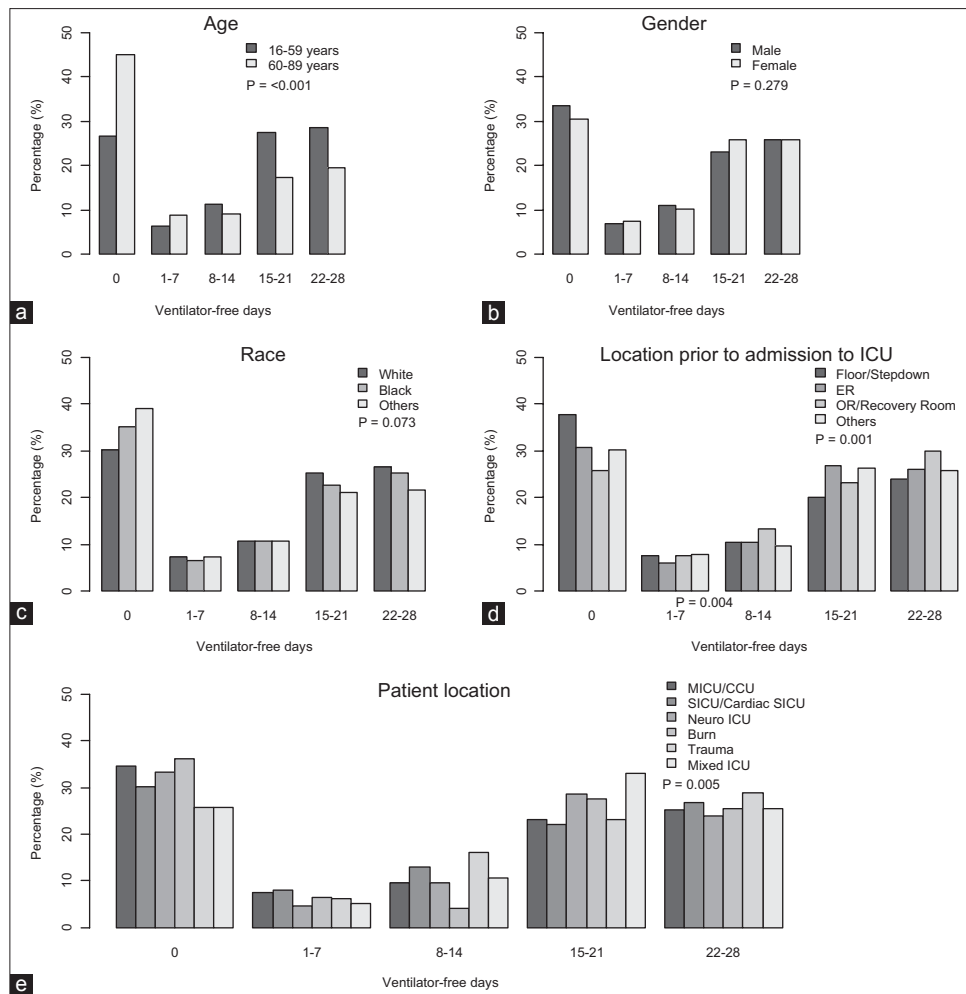 Age
50
40
30
20
10
0
Percentage (%)
16-59 years
60-89 years
P = <0.001
0 1-7 8-14 15-21 22-28
Ventilator-free days
a
Gender
50
40
30
20
10
0
Percentage (%)
Male
Female
P = 0.279
0 1-7 8-14 15-21 22-28
Ventilator-free days
b
Race
50
40
30
20
10
0
Percentage (%)
White
Black
Others
P = 0.073
0 1-7 8-14 15-21 22-28
Ventilator-free days
c
Location prior to admission to ICU
50
40
30
20
10
0
Percentage (%)
Floor/Stepdown
ER
OR/Recovery Room
Others
P = 0.001
P = 0.004
0 1-7 8-14 15-21 22-28
Ventilator-free days
d
Patient location
50
40
30
20
10
0
Percentage (%)
MICU/CCU
SICU/Cardiac SICU
Neuro ICU
Burn
Trauma
Mixed ICU
P = 0.005
0 1-7 8-14 15-21 22-28
Ventilator-free days
e